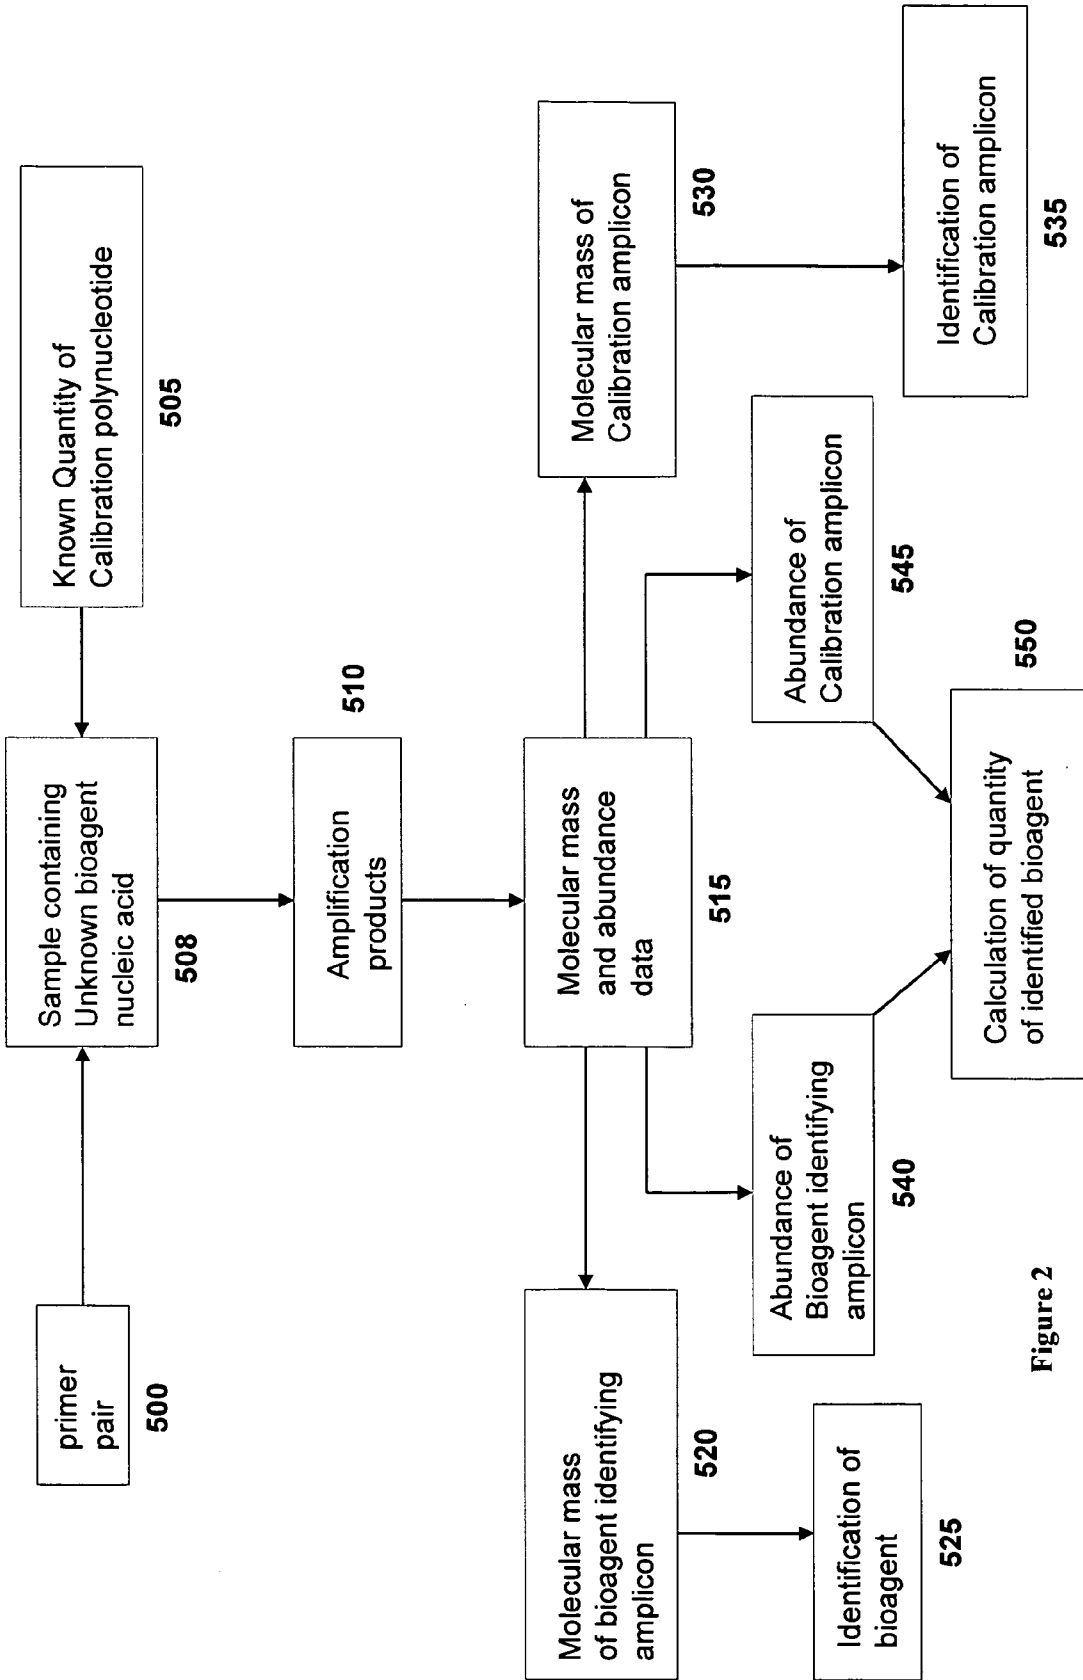 primer
pair
500
Sample containing
Unknown bioagent
nucleic acid
508
Known Quantity of
Calibration polynucleotide
505
Amplification
products
510
Molecular mass
and abundance
data
515
Molecular mass
of bioagent identifying
amplicon
520
Identification of
bioagent
525
Abundance of
Bioagent identifying
amplicon
540
Abundance of
Calibration amplicon
545
Molecular mass of
Calibration amplicon
530
Identification of
Calibration amplicon
535
Calculation of quantity
of identified bioagent
550
Figure 2